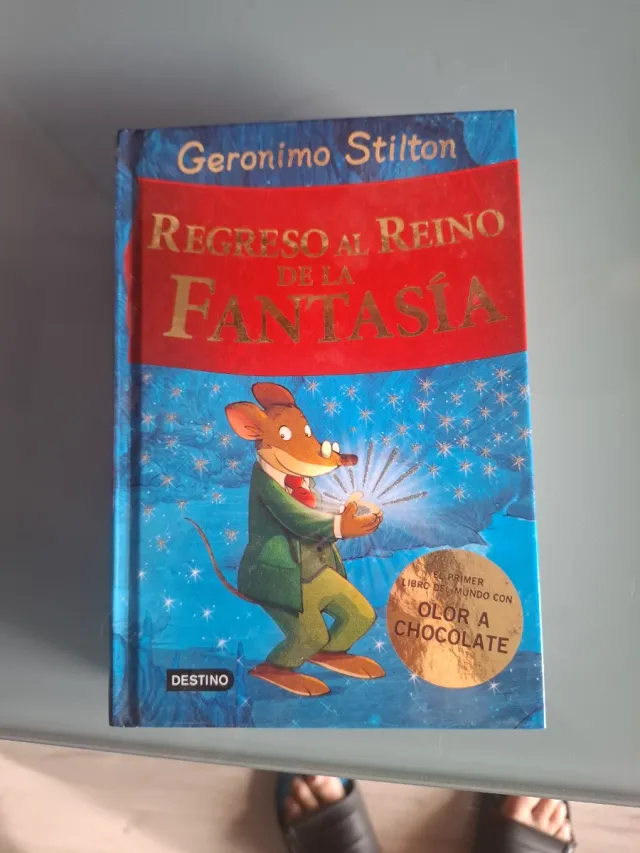 Geronimo Stilton
REGRESO AL REINO
DE LA
FANTASÍA
EL PRIMER
LIBRO DEL MUNDO CON
OLOR A
CHOCOLATE
DESTINO